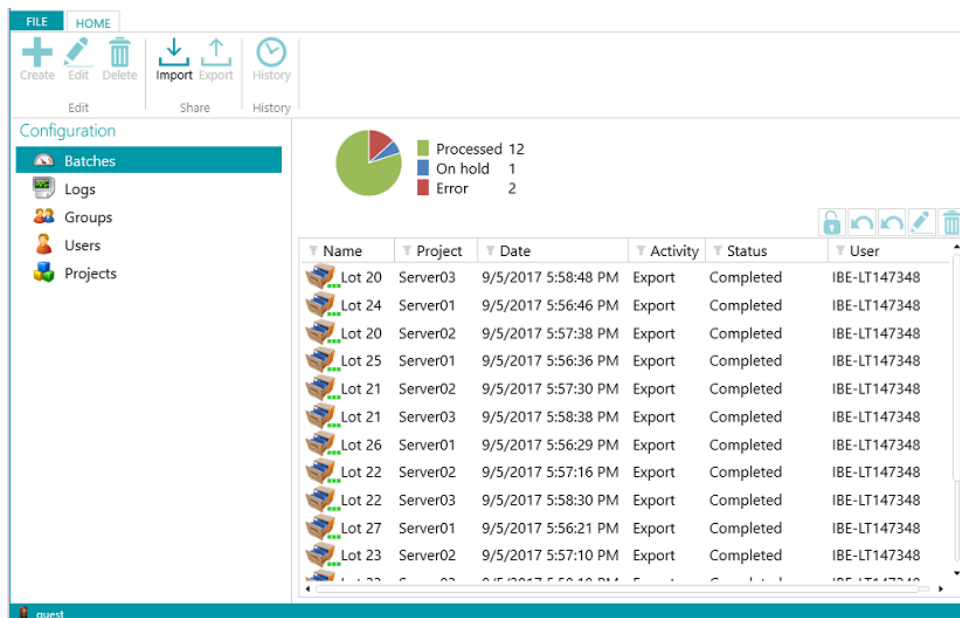 FILE HOME
Create Edit Delete Import Export History
Edit Share History
Configuration
Batches
Logs
Groups
Users
Projects
Processed 12
On hold 1
Error 2
Name Project Date Activity Status User
Lot 20 Server03 9/5/2017 5:58:48 PM Export Completed IBE-LT147348
Lot 24 Server01 9/5/2017 5:56:46 PM Export Completed IBE-LT147348
Lot 20 Server02 9/5/2017 5:57:38 PM Export Completed IBE-LT147348
Lot 25 Server01 9/5/2017 5:56:36 PM Export Completed IBE-LT147348
Lot 21 Server02 9/5/2017 5:57:30 PM Export Completed IBE-LT147348
Lot 21 Server03 9/5/2017 5:58:38 PM Export Completed IBE-LT147348
Lot 26 Server01 9/5/2017 5:56:29 PM Export Completed IBE-LT147348
Lot 22 Server02 9/5/2017 5:57:16 PM Export Completed IBE-LT147348
Lot 22 Server03 9/5/2017 5:58:30 PM Export Completed IBE-LT147348
Lot 27 Server01 9/5/2017 5:56:21 PM Export Completed IBE-LT147348
Lot 23 Server02 9/5/2017 5:57:10 PM Export Completed IBE-LT147348
guest